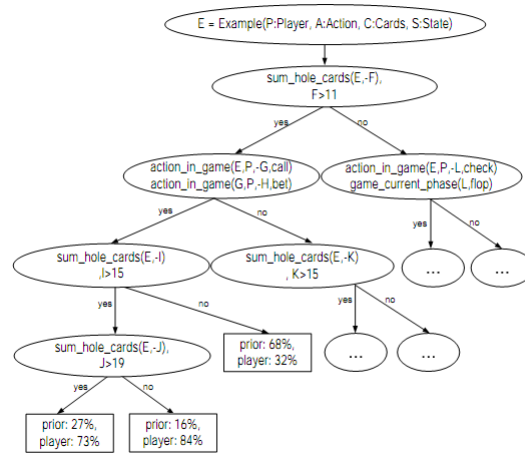 E = Example(P:Player, A:Action, C:Cards, S:State)
sum_hole_cards(E,-F),
F>11
yes
no
action_in_game(E,P,-G,call)
action_in_game(G,P,-H,bet)
action_in_game(E,P,-L,check)
game_current_phase(L,flop)
yes
no
yes
no
sum_hole_cards(E,-I)
,I>15
sum_hole_cards(E,-K)
, K>15
...
...
yes
no
yes
no
sum_hole_cards(E,-J),
J>19
prior: 68%,
player: 32%
...
...
yes
no
prior: 27%,
player: 73%
prior: 16%,
player: 84%